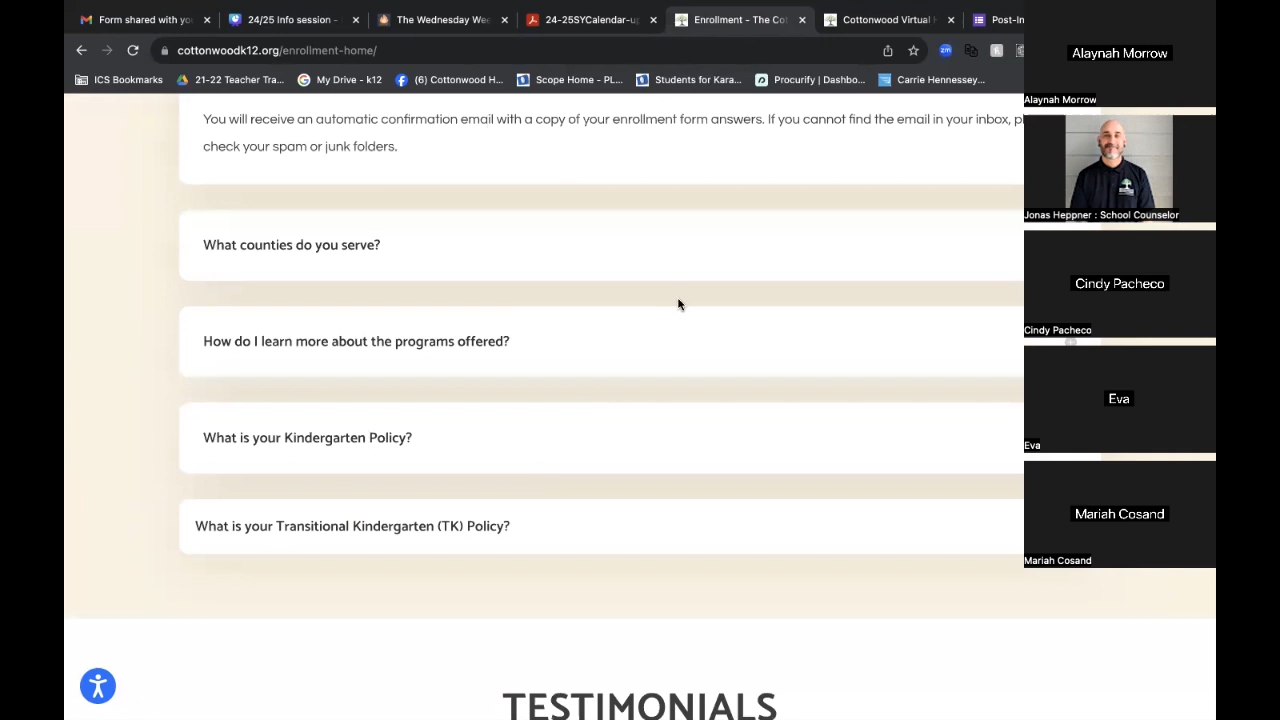 Form shared with yo
24/25 Info session -
The Wednesday Wee
24-25SYCalendar-up
Enrollment - The Cot
Cottonwood Virtual H
Post-In
cottonwoodk12.org/enrollment-home/
zm
ICS Bookmarks
21-22 Teacher Tra...
My Drive - k12
(6) Cottonwood H...
Scope Home - PL...
Students for Kara...
Procurify | Dashbo...
Carrie Hennessey...
You will receive an automatic confirmation email with a copy of your enrollment form answers. If you cannot find the email in your inbox, pl
check your spam or junk folders.
What counties do you serve?
How do I learn more about the programs offered?
What is your Kindergarten Policy?
What is your Transitional Kindergarten (TK) Policy?
TESTIMONIALS
Alaynah Morrow
Alaynah Morrow
Jonas Heppner : School Counselor
Cindy Pacheco
Cindy Pacheco
Eva
Eva
Mariah Cosand
Mariah Cosand